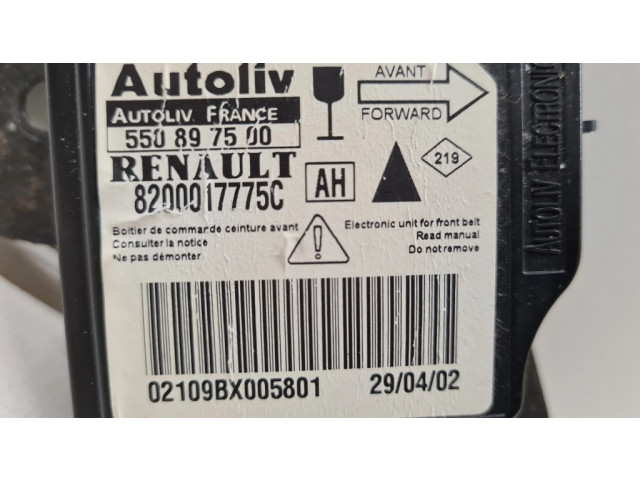 Autoliv
AUTOLIV FRANCE
550 89 75 00
RENAULT
8200017775C
AH
AVANT
FORWARD
219
Boitier de commande ceinture avant
Consulter la notice
Ne pas démonter
Electronic unit for front belt
Read manual
Do not remove
02109BX005801
29/04/02
AUTOLIV ELECTRONIC